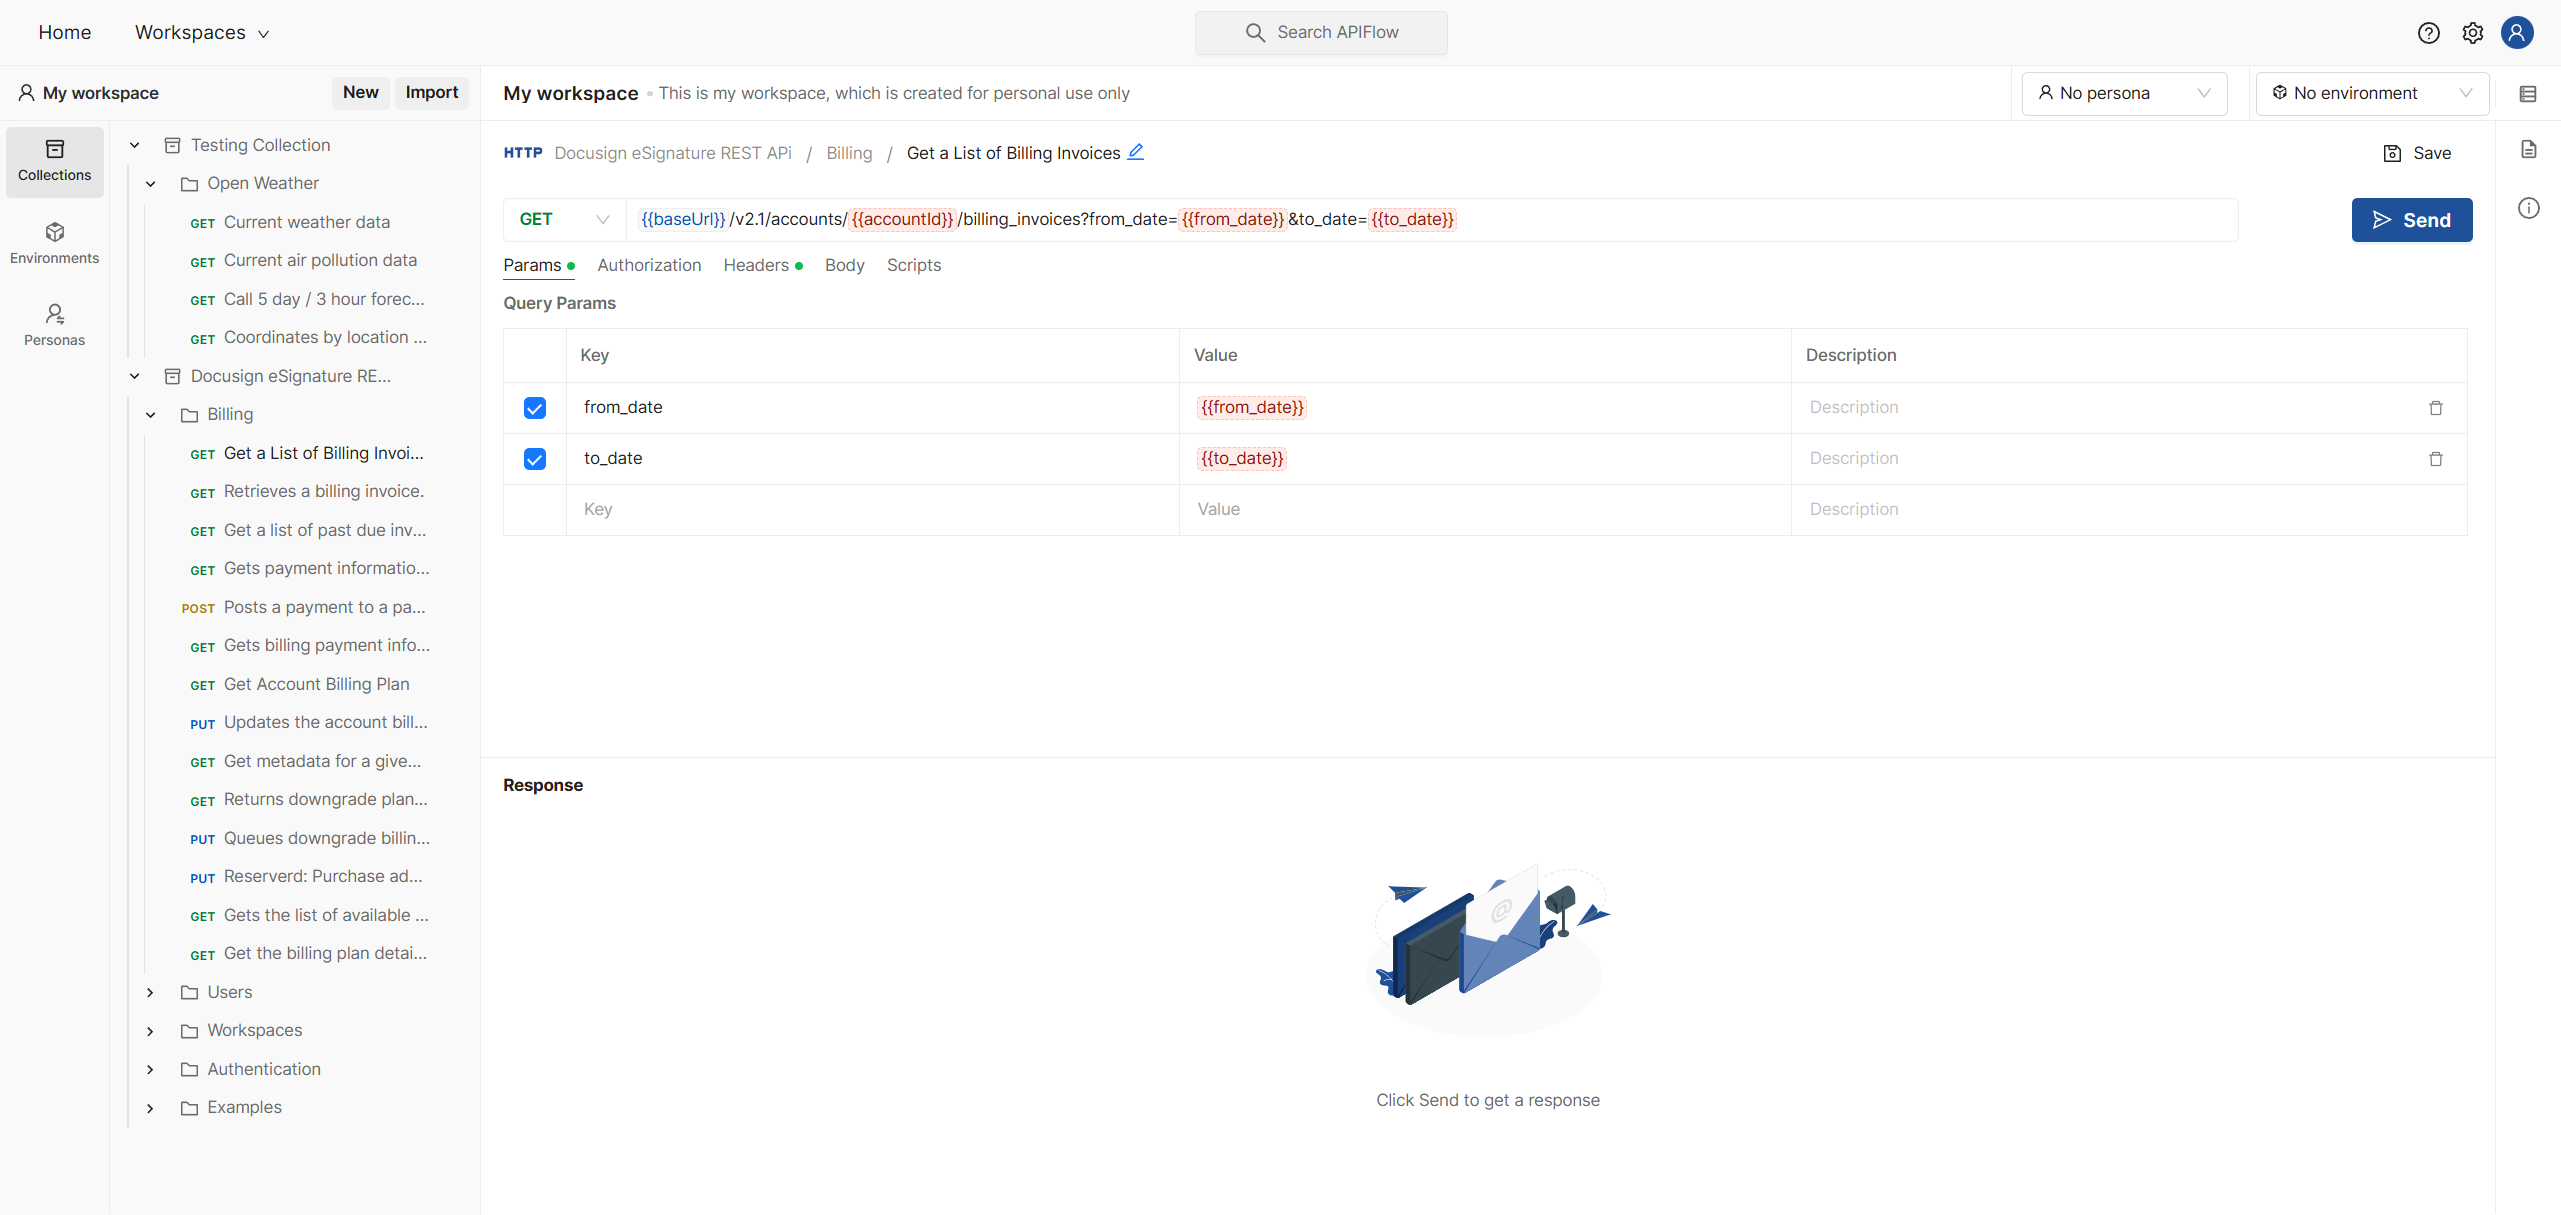 Home
Workspaces
Search APIFlow
My workspace
New
Import
My workspace
This is my workspace, which is created for personal use only
No persona
No environment
Collections
Environments
Personas
Testing Collection
Open Weather
GET Current weather data
GET Current air pollution data
GET Call 5 day / 3 hour forec...
GET Coordinates by location ...
Docusign eSignature RE...
Billing
GET Get a List of Billing Invoi...
GET Retrieves a billing invoice.
GET Get a list of past due inv...
GET Gets payment informatio...
POST Posts a payment to a pa...
GET Gets billing payment info...
GET Get Account Billing Plan
PUT Updates the account bill...
GET Get metadata for a give...
GET Returns downgrade plan...
PUT Queues downgrade billin...
PUT Reserverd: Purchase ad...
GET Gets the list of available ...
GET Get the billing plan detai...
Users
Workspaces
Authentication
Examples
HTTP Docusign eSignature REST APi / Billing / Get a List of Billing Invoices
Save
GET {{baseUrl}}/v2.1/accounts/{{accountId}}/billing_invoices?from_date={{from_date}}&to_date={{to_date}}
Send
Params Authorization Headers Body Scripts
Query Params
Key Value Description
from_date {{from_date}} Description
to_date {{to_date}} Description
Key Value Description
Response
@
Click Send to get a response